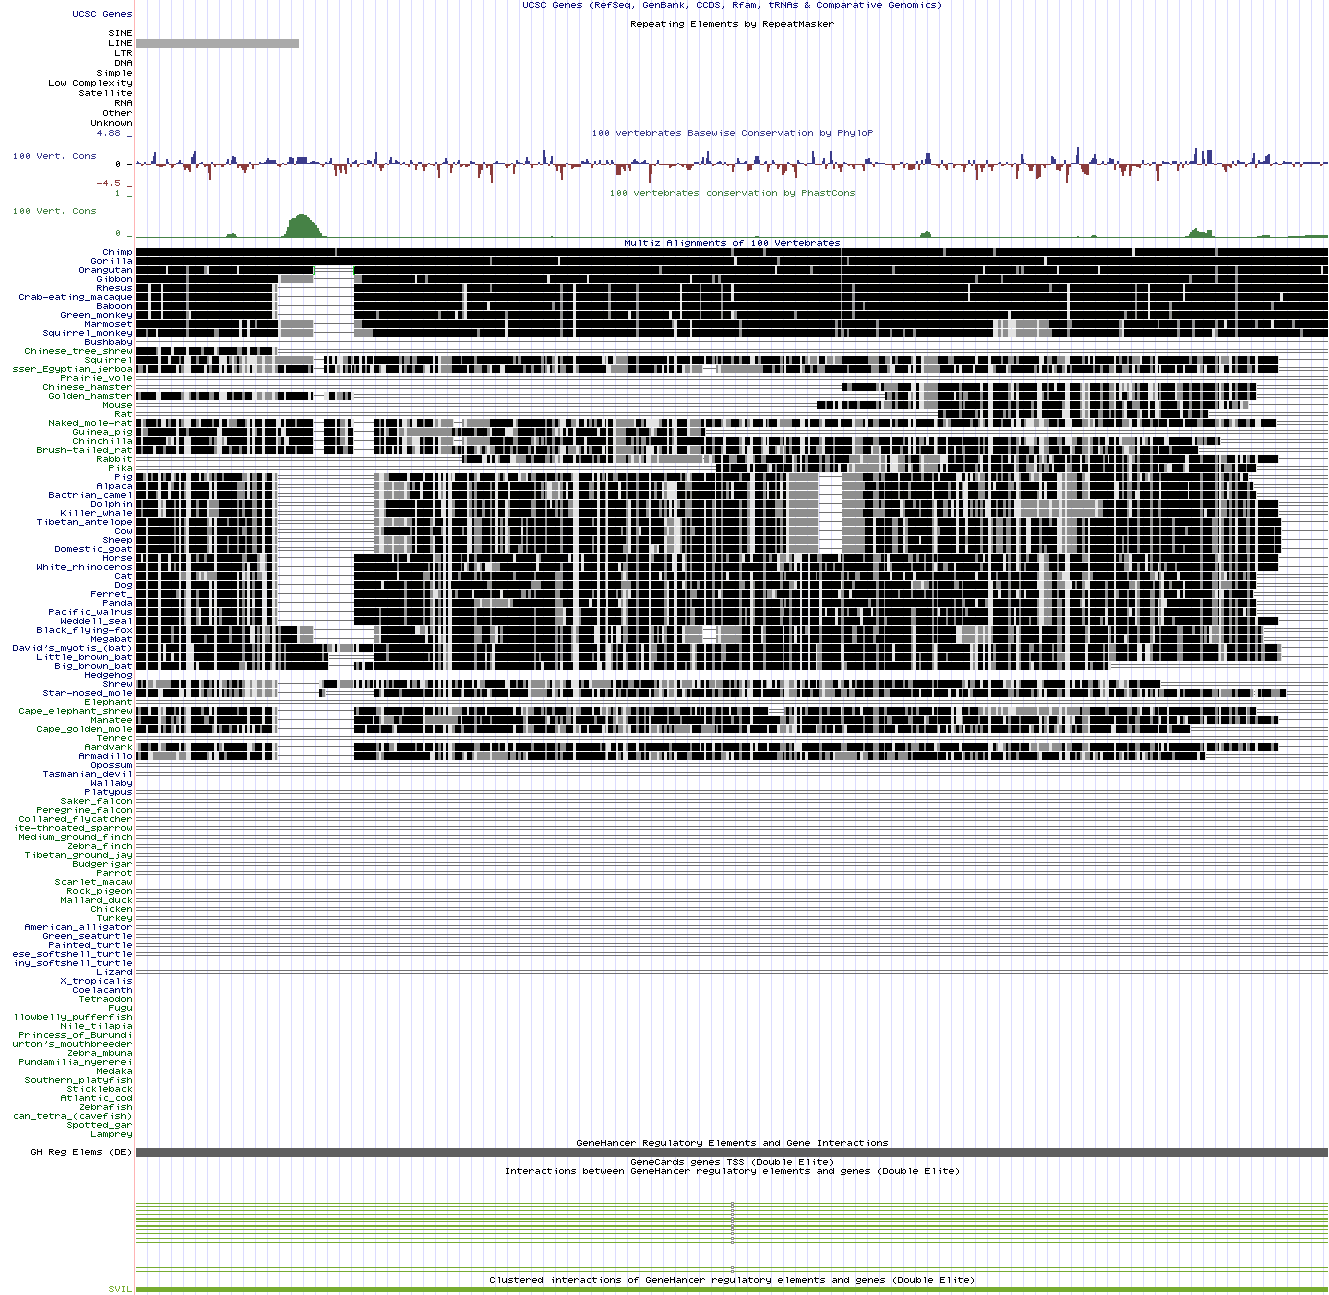 UCSC Genes (RefSeq, GenBank, CCDS, Rfam, tRNAs & Comparative Genomics)
UCSC Genes
Repeating Elements by RepeatMasker
SINE
LINE
LTR
DNA
Simple
Low Complexity
Satellite
RNA
Other
Unknown
4.88 _
100 vertebrates Basewise Conservation by PhyloP
100 Vert. Cons
0 _
-4.5 _
100 vertebrates conservation by PhastCons
1 _
100 Vert. Cons
0 _
Multiz Alignments of 100 Vertebrates
Chimp
Gorilla
Orangutan
Gibbon
Rhesus
Crab-eating_macaque
Baboon
Green_monkey
Marmoset
Squirrel_monkey
Bushbaby
Chinese_tree_shrew
Squirrel
sser_Egyptian_jerboa
Prairie_vole
Chinese_hamster
Golden_hamster
Mouse
Rat
Naked_mole-rat
Guinea_pig
Chinchilla
Brush-tailed_rat
Rabbit
Pika
Pig
Alpaca
Bactrian_camel
Dolphin
Killer_whale
Tibetan_antelope
Cow
Sheep
Domestic_goat
Horse
White_rhinoceros
Cat
Dog
Ferret_
Panda
Pacific_walrus
Weddell_seal
Black_flying-fox
Megabat
David's_myotis_(bat)
Little_brown_bat
Big_brown_bat
Hedgehog
Shrew
Star-nosed_mole
Elephant
Cape_elephant_shrew
Manatee
Cape_golden_mole
Tenrec
Aardvark
Armadillo
Opossum
Tasmanian_devil
Wallaby
Platypus
Saker_falcon
Peregrine_falcon
Collared_flycatcher
ite-throated_sparrow
Medium_ground_finch
Zebra_finch
Tibetan_ground_jay
Budgerigar
Parrot
Scarlet_macaw
Rock_pigeon
Mallard_duck
Chicken
Turkey
American_alligator
Green_seaturtle
Painted_turtle
ese_softshell_turtle
iny_softshell_turtle
Lizard
X_tropicalis
Coelacanth
Tetraodon
Fugu
llowbelly_pufferfish
Nile_tilapia
Princess_of_Burundi
urton's_mouthbreeder
Zebra_mbuna
Pundamilia_nyererei
Medaka
Southern_platyfish
Stickleback
Atlantic_cod
Zebrafish
can_tetra_(cavefish)
Spotted_gar
Lamprey
GeneHancer Regulatory Elements and Gene Interactions
GH Reg Elems (DE)
GeneCards genes TSS (Double Elite)
Interactions between GeneHancer regulatory elements and genes (Double Elite)
Clustered interactions of GeneHancer regulatory elements and genes (Double Elite)
SVIL